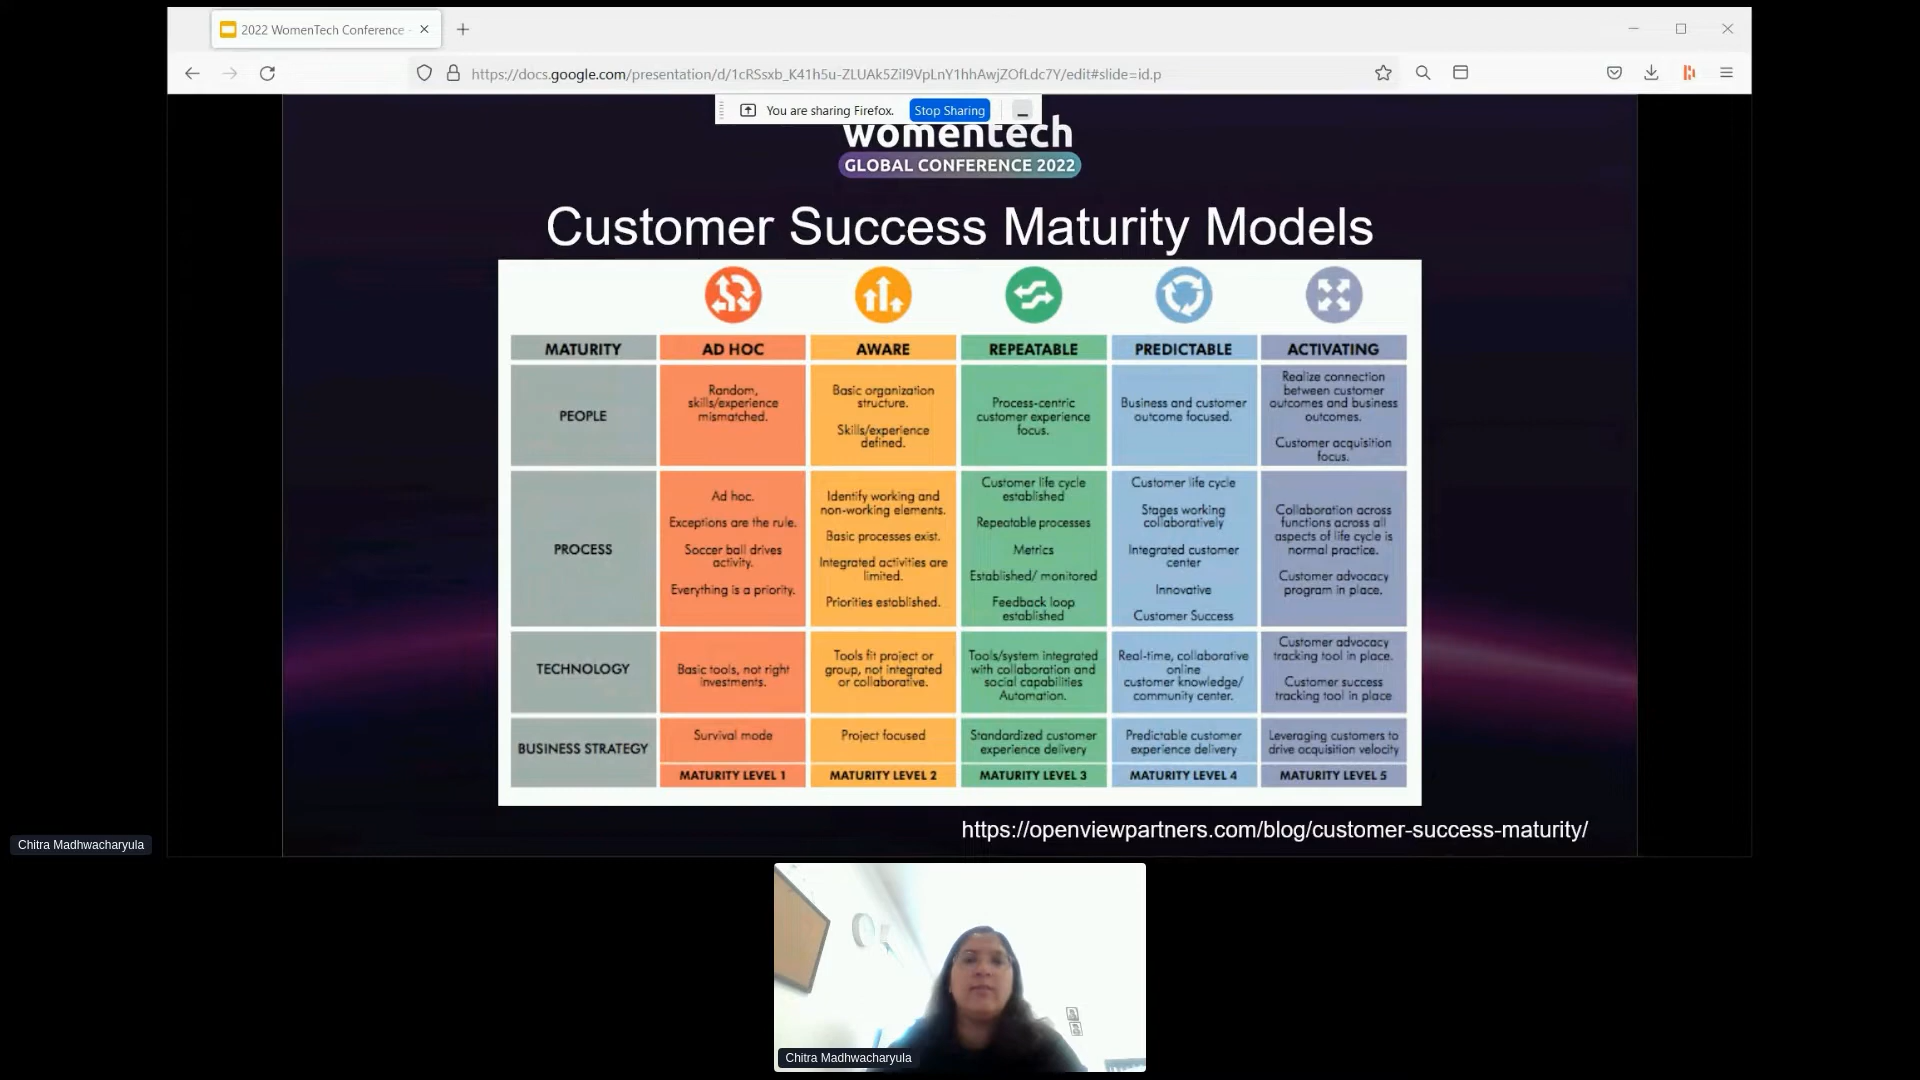 2022 WomenTech Conference
https://docs.google.com/presentation/d/1cRSsxb_K41h5u-ZLUAk5ZiI9VpLnY1hhAwjZOfLdc7Y/edit#slide=id.p
You are sharing Firefox. Stop Sharing
womentech
GLOBAL CONFERENCE 2022
Customer Success Maturity Models
MATURITY
AD HOC
AWARE
REPEATABLE
PREDICTABLE
ACTIVATING
PEOPLE
Random,
skills/experience
mismatched.
Basic organization
structure.
Skills/experience
defined.
Process-centric
customer experience
focus.
Business and customer
outcome focused.
Realize connection
between customer
outcomes and business
outcomes.
Customer acquisition
focus.
PROCESS
Ad hoc.
Exceptions are the rule.
Soccer ball drives
activity.
Everything is a priority.
Identify working and
non-working elements.
Basic processes exist.
Integrated activities are
limited.
Priorities established.
Customer life cycle
established
Repeatable processes
Metrics
Established/ monitored
Feedback loop
established
Customer life cycle
Stages working
collaboratively
Integrated customer
center
Innovative
Customer Success
Collaboration across
functions across all
aspects of life cycle is
normal practice.
Customer advocacy
program in place.
TECHNOLOGY
Basic tools, not right
investments.
Tools fit project or
group, not integrated
or collaborative.
Tools/system integrated
with collaboration and
social capabilities
Automation.
Real-time, collaborative
online
customer knowledge/
community center.
Customer advocacy
tracking tool in place.
Customer success
tracking tool in place
BUSINESS STRATEGY
Survival mode
Project focused
Standardized customer
experience delivery
Predictable customer
experience delivery
Leveraging customers to
drive acquisition velocity
MATURITY LEVEL 1
MATURITY LEVEL 2
MATURITY LEVEL 3
MATURITY LEVEL 4
MATURITY LEVEL 5
https://openviewpartners.com/blog/customer-success-maturity/
Chitra Madhwacharyula
Chitra Madhwacharyula